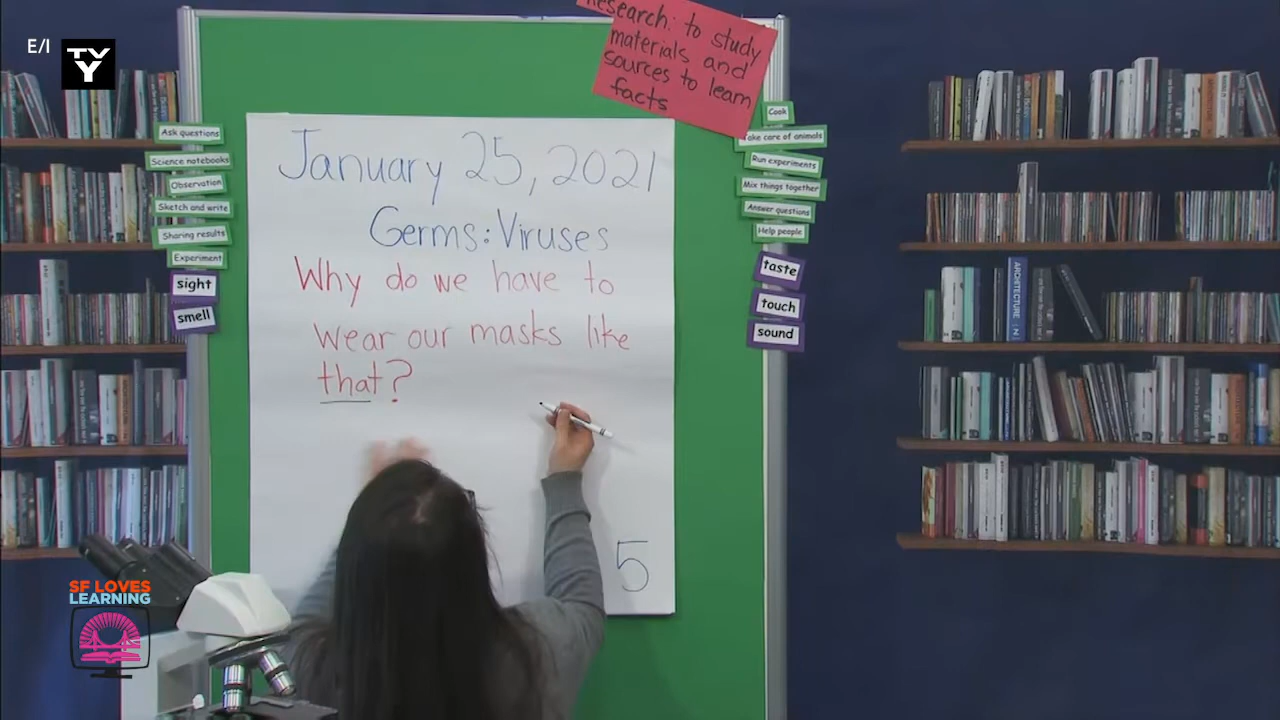 E/I
TV
Y
Research: to study
materials and
sources to learn
facts
January 25, 2021
Germs: Viruses
Why do we have to
wear our masks like
that?
5
Ask questions
Science notebooks
Observation
Sketch and write
Sharing results
Experiment
sight
smell
Cook
Take care of animals
Run experiments
Mix things together
Answer questions
Help people
taste
touch
sound
ARCHITECTURE
SF LOVES
LEARNING